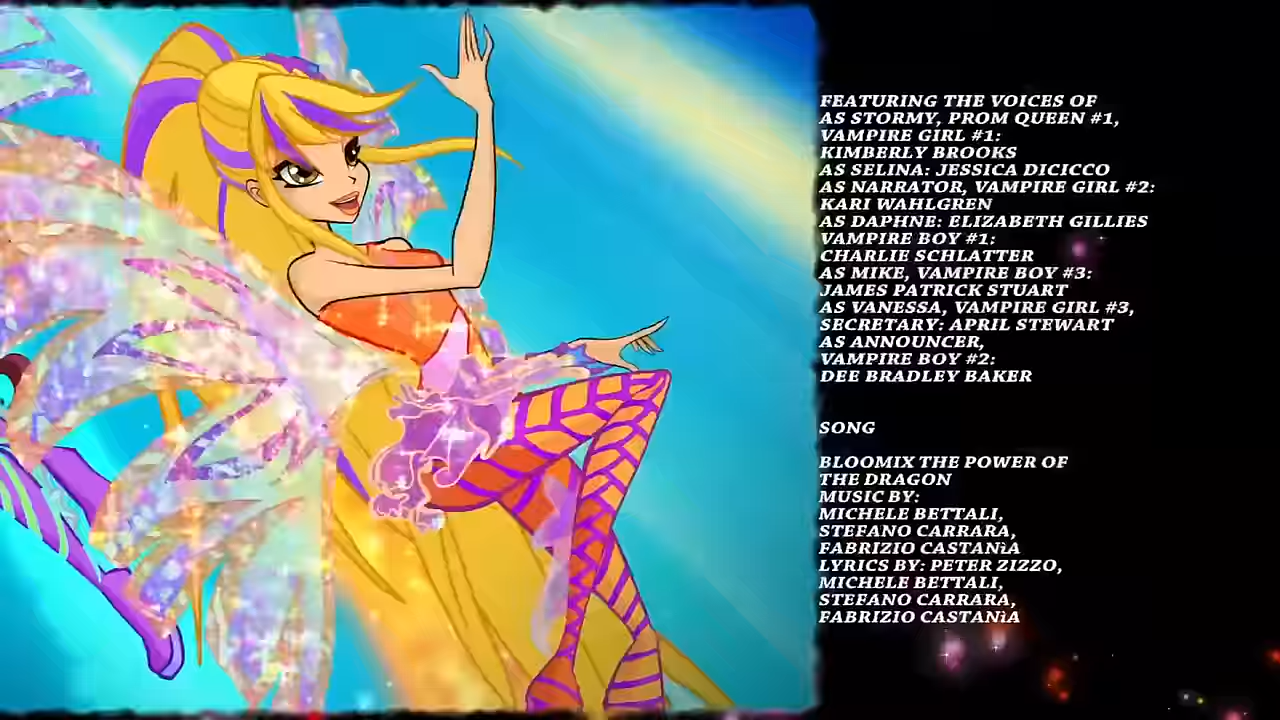 FEATURING THE VOICES OF
AS STORMY, PROM QUEEN #1,
VAMPIRE GIRL #1:
KIMBERLY BROOKS
AS SELINA: JESSICA DICICCO
AS NARRATOR, VAMPIRE GIRL #2:
KARI WAHLGREN
AS DAPHNE: ELIZABETH GILLIES
VAMPIRE BOY #1:
CHARLIE SCHLATTER
AS MIKE, VAMPIRE BOY #3:
JAMES PATRICK STUART
AS VANESSA, VAMPIRE GIRL #3,
SECRETARY: APRIL STEWART
AS ANNOUNCER,
VAMPIRE BOY #2:
DEE BRADLEY BAKER
SONG
BLOOMIX THE POWER OF
THE DRAGON
MUSIC BY:
MICHELE BETTALI,
STEFANO CARRARA,
FABRIZIO CASTANìA
LYRICS BY: PETER ZIZZO,
MICHELE BETTALI,
STEFANO CARRARA,
FABRIZIO CASTANìA